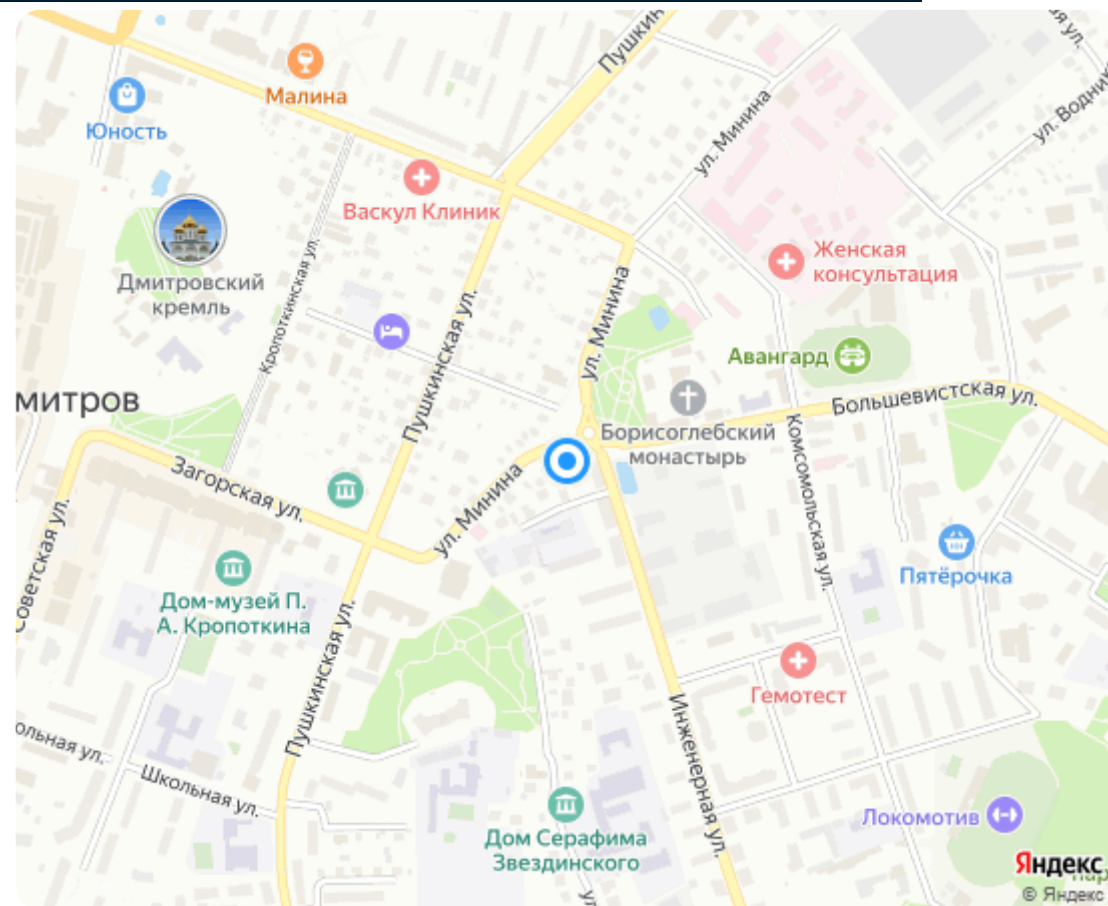 Пушкин
Малина
Юность
ул. Минина
ул. Водник
Васкул Клиник
Женская
консультация
Дмитровский
кремль
Кропоткинская ул.
Пушкинская ул.
ул. Минина
Авангард
Большевистская ул.
митров
Борисоглебский
монастырь
Загорская ул.
ул. Минина
Комсомольская ул.
Советская ул.
Пятёрочка
Дом-музей П.
А. Кропоткина
Пушкинская ул.
Гемотест
Инженерная ул.
ольная ул.
Школьная ул.
Локомотив
Дом Серафима
Звездинского
Яндекс
© Яндекс